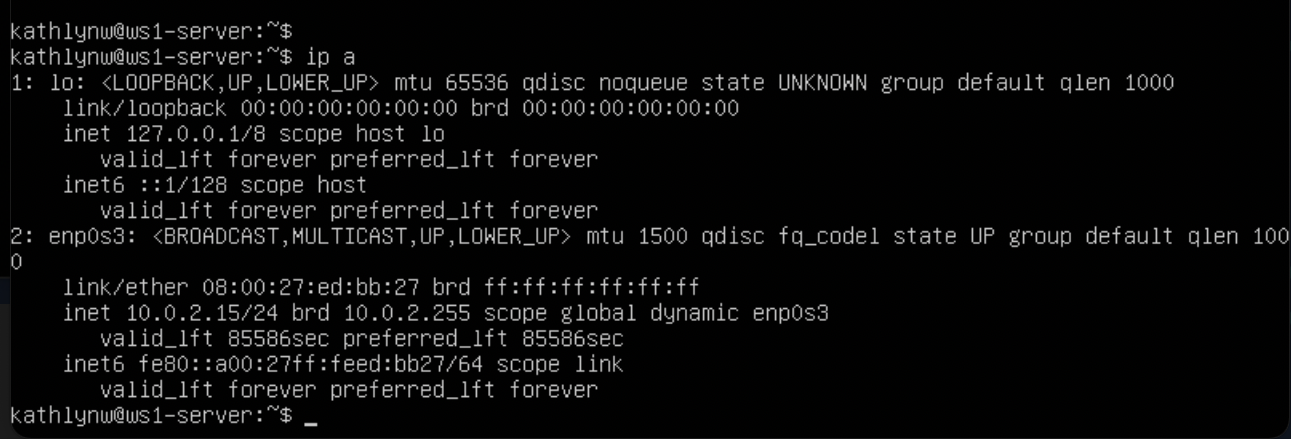 kathlynw@ws1-server:~$
kathlynw@ws1-server:~$ ip a
1: lo: <LOOPBACK,UP,LOWER_UP> mtu 65536 qdisc noqueue state UNKNOWN group default qlen 1000
    link/loopback 00:00:00:00:00:00 brd 00:00:00:00:00:00
    inet 127.0.0.1/8 scope host lo
       valid_lft forever preferred_lft forever
    inet6 ::1/128 scope host
       valid_lft forever preferred_lft forever
2: enp0s3: <BROADCAST,MULTICAST,UP,LOWER_UP> mtu 1500 qdisc fq_codel state UP group default qlen 100
0
    link/ether 08:00:27:ed:bb:27 brd ff:ff:ff:ff:ff:ff
    inet 10.0.2.15/24 brd 10.0.2.255 scope global dynamic enp0s3
       valid_lft 85586sec preferred_lft 85586sec
    inet6 fe80::a00:27ff:feed:bb27/64 scope link
       valid_lft forever preferred_lft forever
kathlynw@ws1-server:~$ _